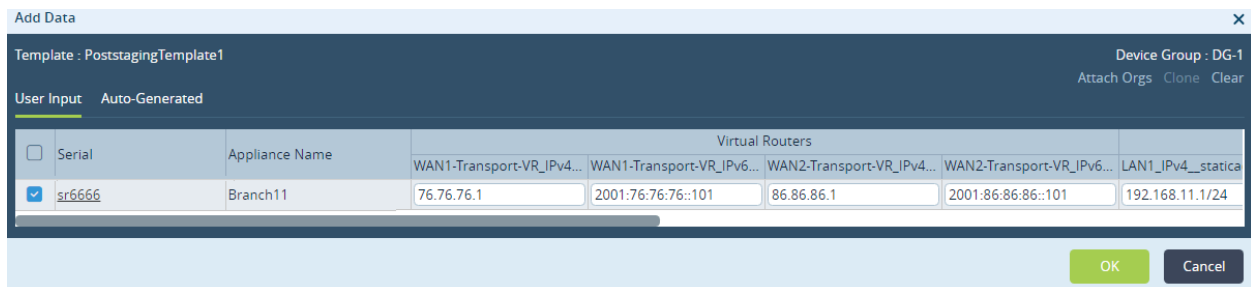 Add Data
Template : PoststagingTemplate1
Device Group : DG-1
Attach Orgs Clone Clear
User Input Auto-Generated
Virtual Routers
Serial Appliance Name
WAN1-Transport-VR_IPv4... WAN1-Transport-VR_IPv6... WAN2-Transport-VR_IPv4... WAN2-Transport-VR_IPv6... LAN1_IPv4__statica
sr6666 Branch11 76.76.76.1 2001:76:76:76::101 86.86.86.1 2001:86:86:86::101 192.168.11.1/24
OK Cancel